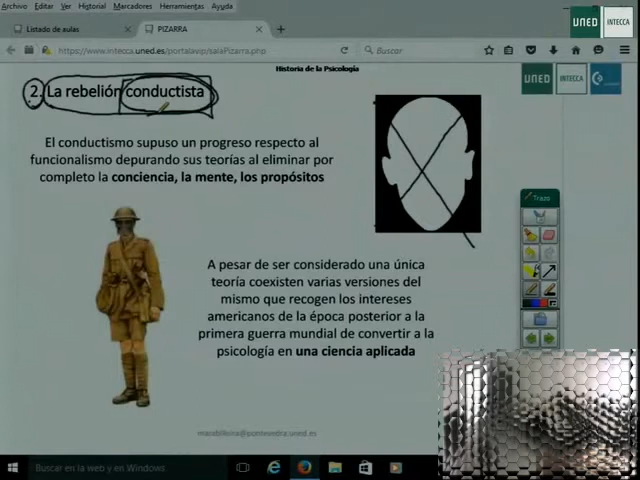 Archivo Editar Ver Historial Marcadores Herramientas Ayuda
Listado de aulas
PIZARRA
https://www.intecca.uned.es/portalavip/salaPizarra.php
Buscar
UNED INTECCA
Historia de la Psicología
UNED INTECCA
2. La rebelión conductista
El conductismo supuso un progreso respecto al
funcionalismo depurando sus teorías al eliminar por
completo la conciencia, la mente, los propósitos
Trazo
A pesar de ser considerado una única
teoría coexisten varias versiones del
mismo que recogen los intereses
americanos de la época posterior a la
primera guerra mundial de convertir a la
psicología en una ciencia aplicada
Buscar en la web y en Windows